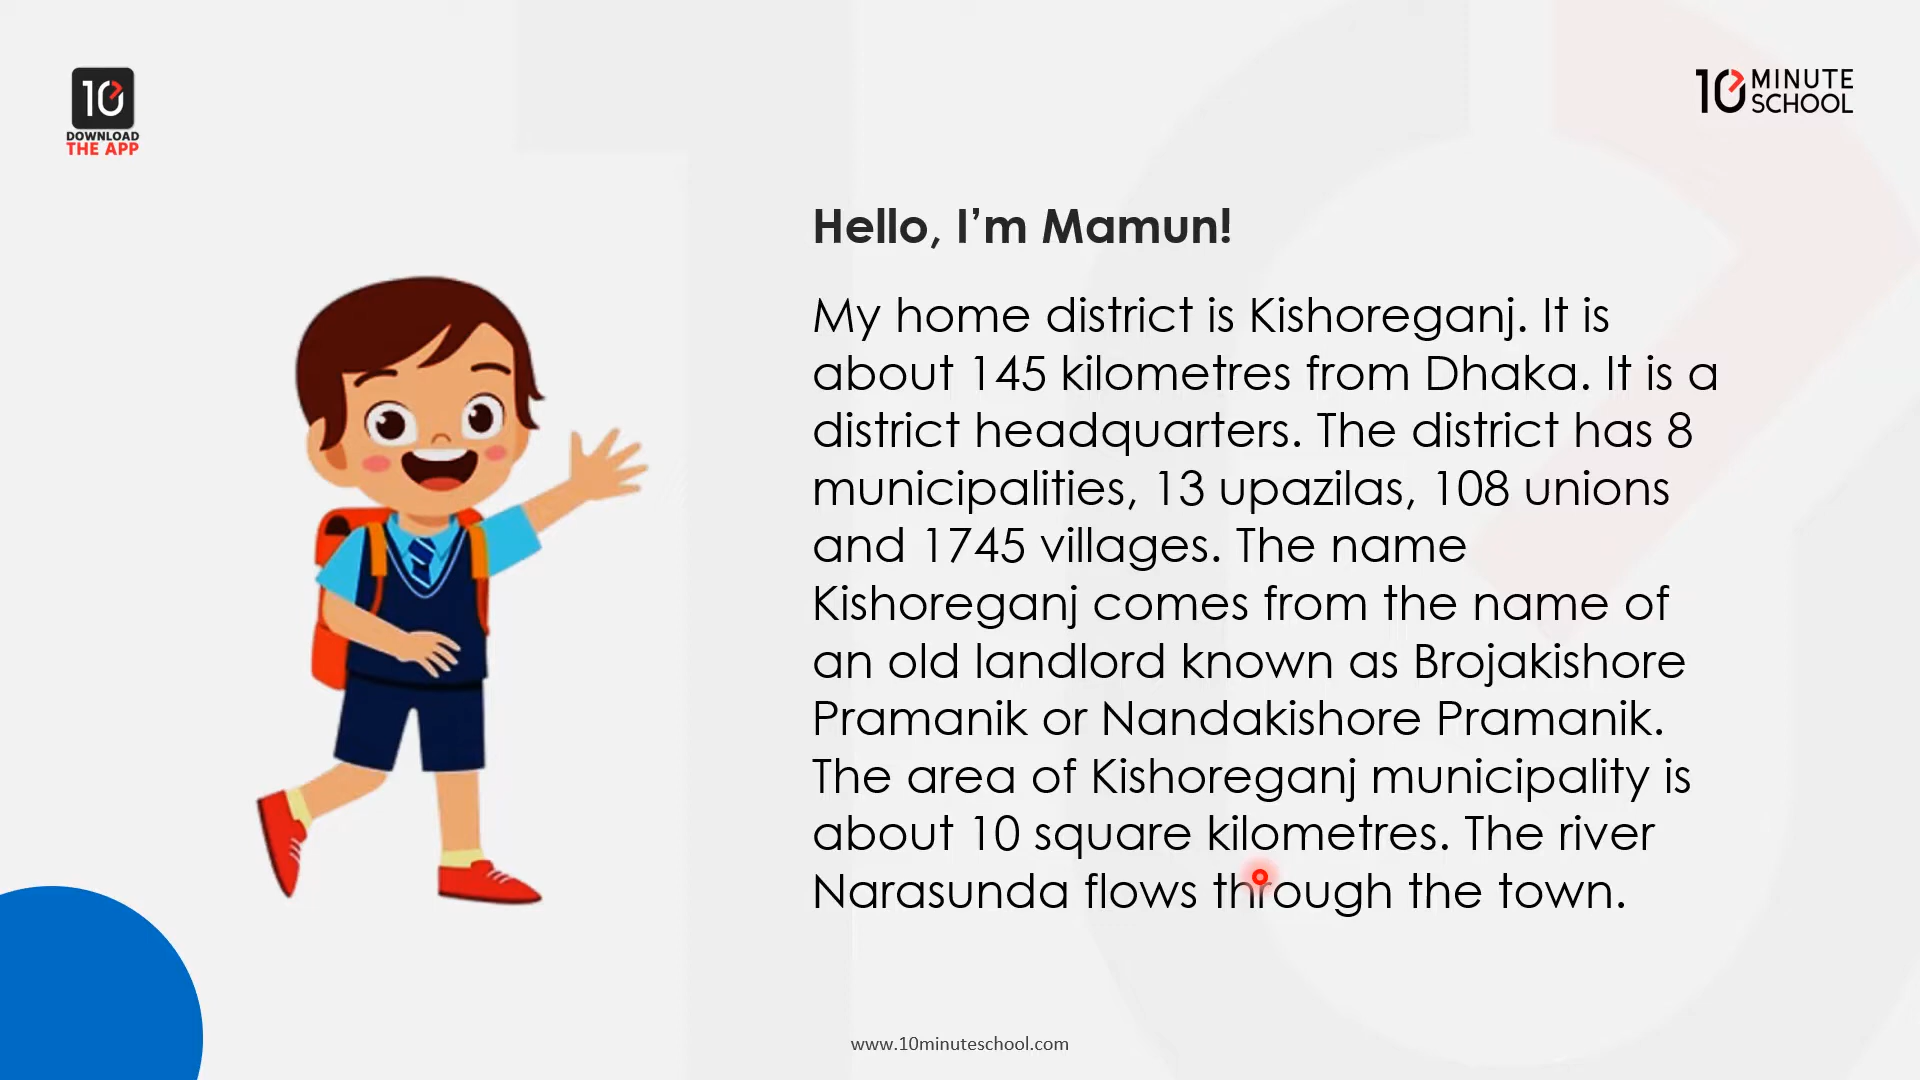 10
DOWNLOAD
THE APP
10 MINUTE
SCHOOL
Hello, I’m Mamun!
My home district is Kishoreganj. It is
about 145 kilometres from Dhaka. It is a
district headquarters. The district has 8
municipalities, 13 upazilas, 108 unions
and 1745 villages. The name
Kishoreganj comes from the name of
an old landlord known as Brojakishore
Pramanik or Nandakishore Pramanik.
The area of Kishoreganj municipality is
about 10 square kilometres. The river
Narasunda flows through the town.
www.10minuteschool.com